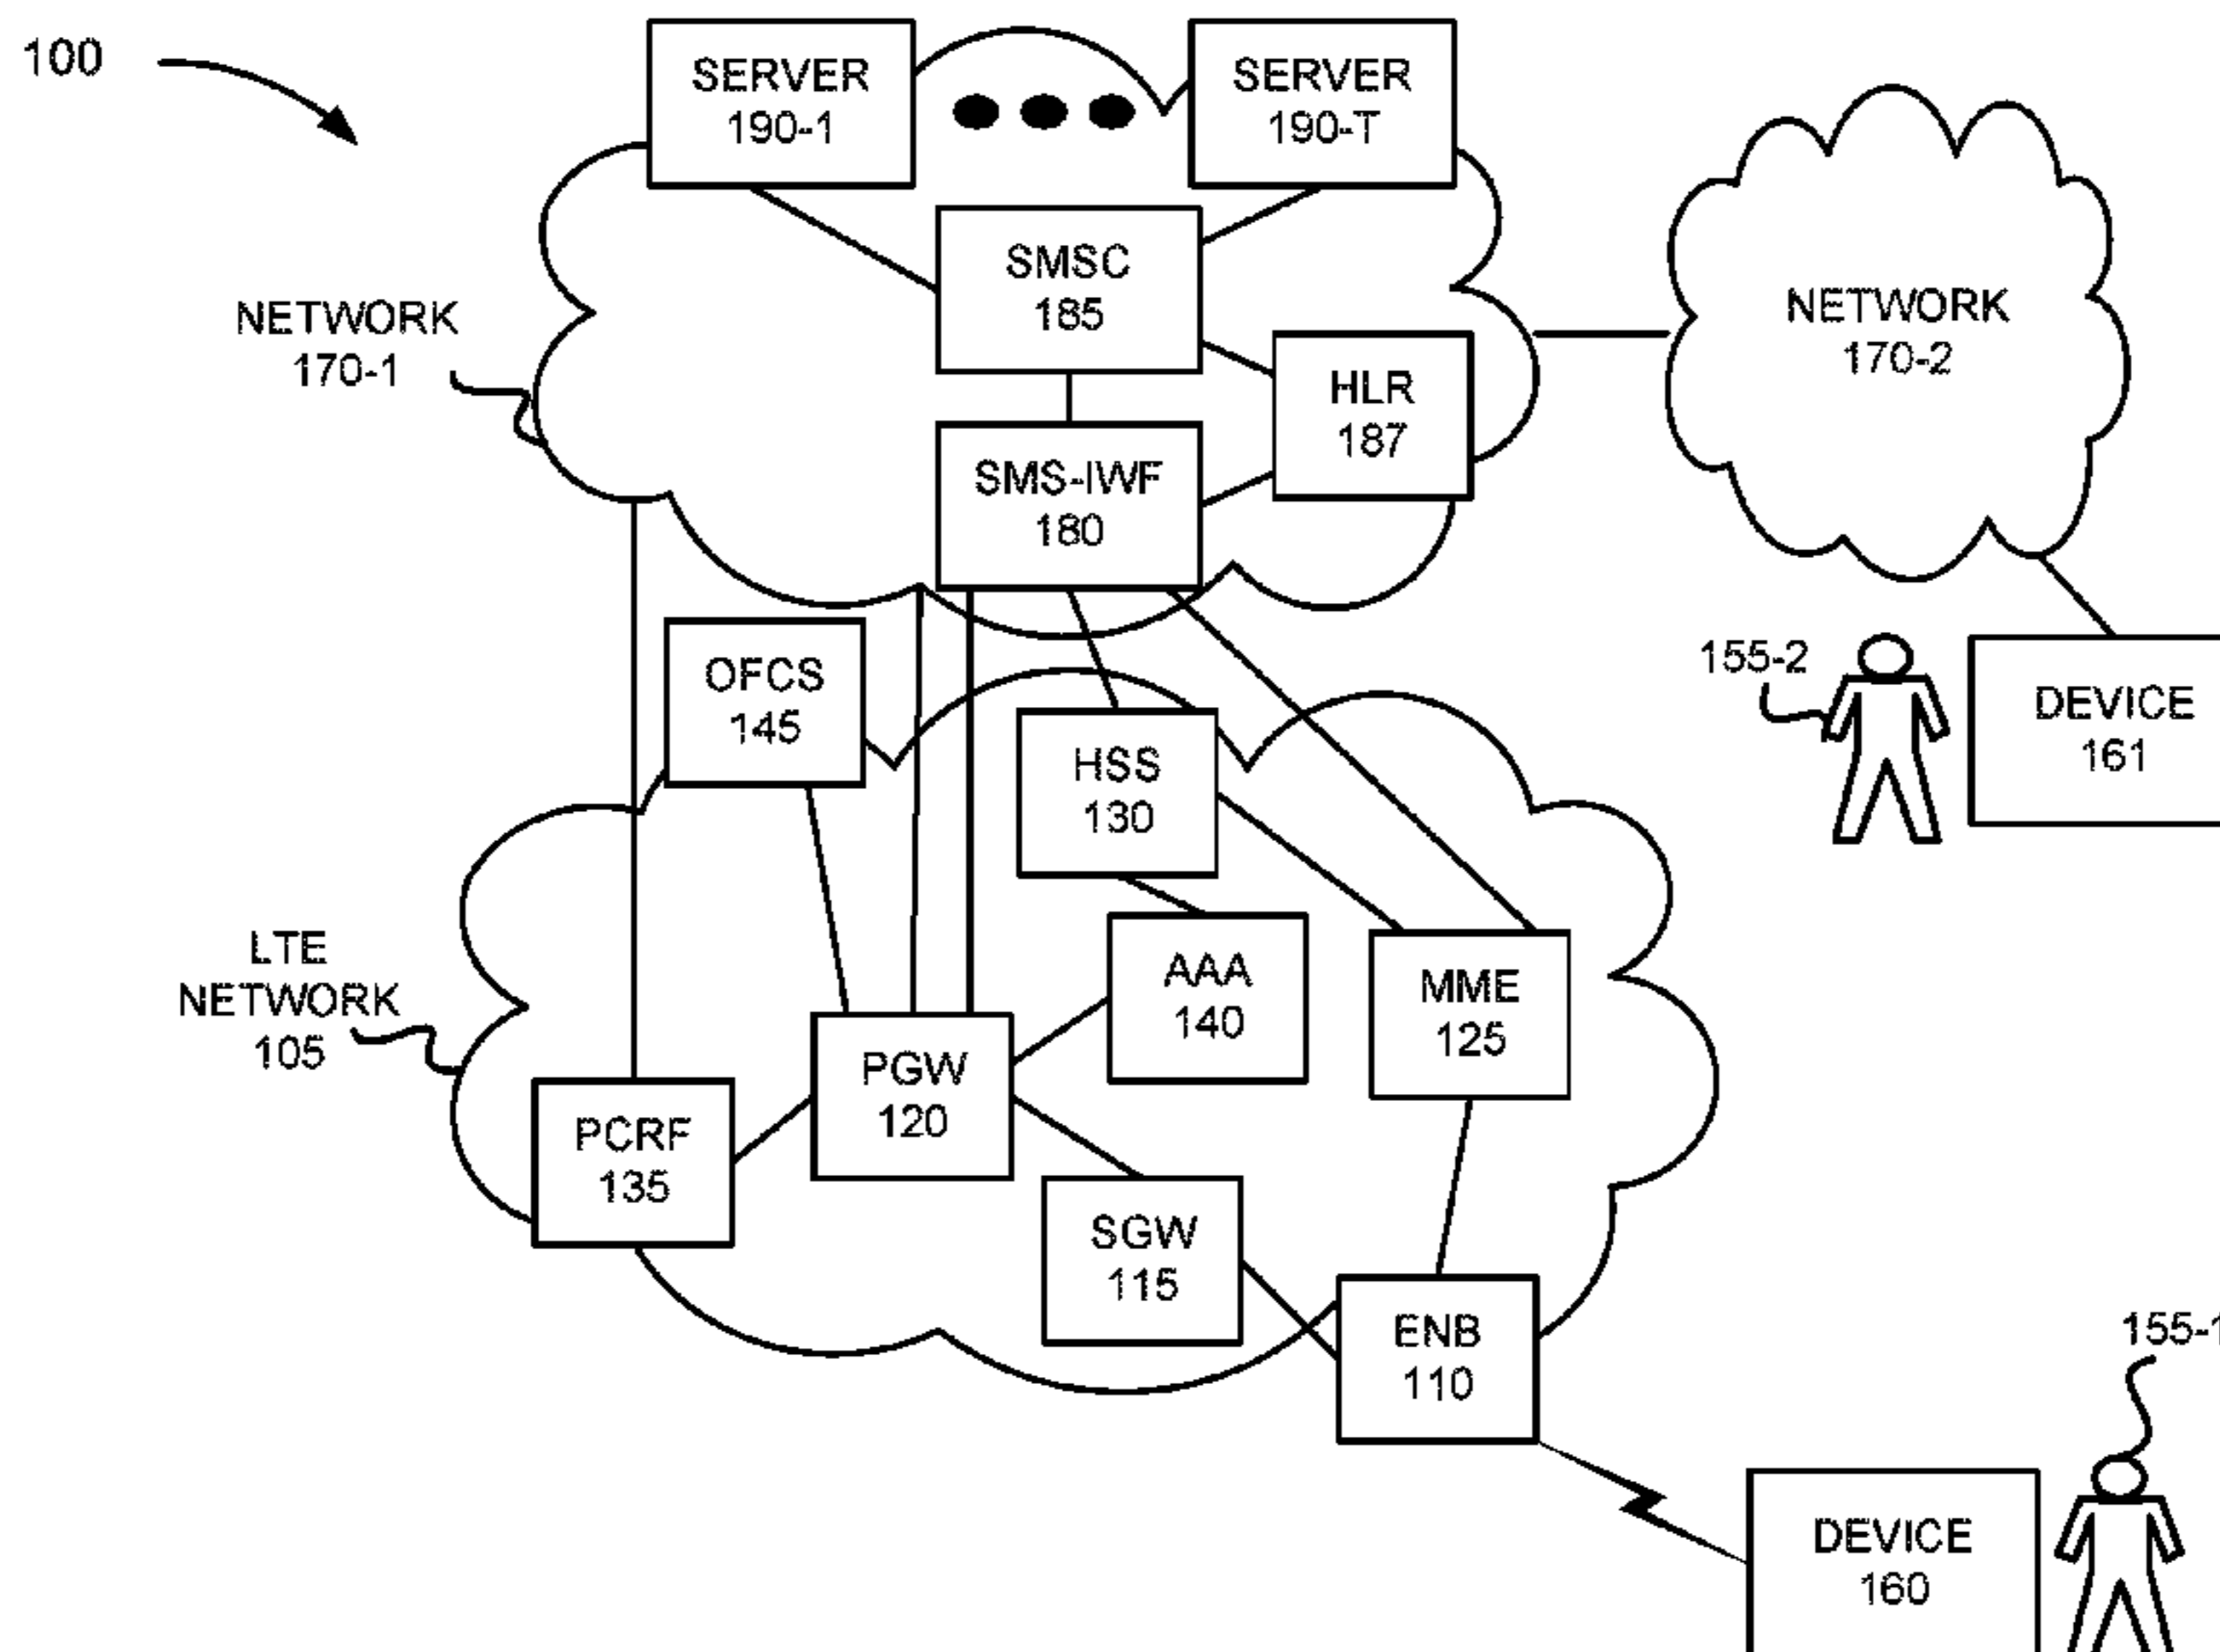 100
SERVER
190-1
SERVER
190-T
SMSC
185
NETWORK
170-1
NETWORK
170-2
HLR
187
SMS-IWF
180
OFCS
145
155-2
DEVICE
161
HSS
130
LTE
NETWORK
105
AAA
140
MME
125
PGW
120
PCRF
135
SGW
115
ENB
110
155-1
DEVICE
160